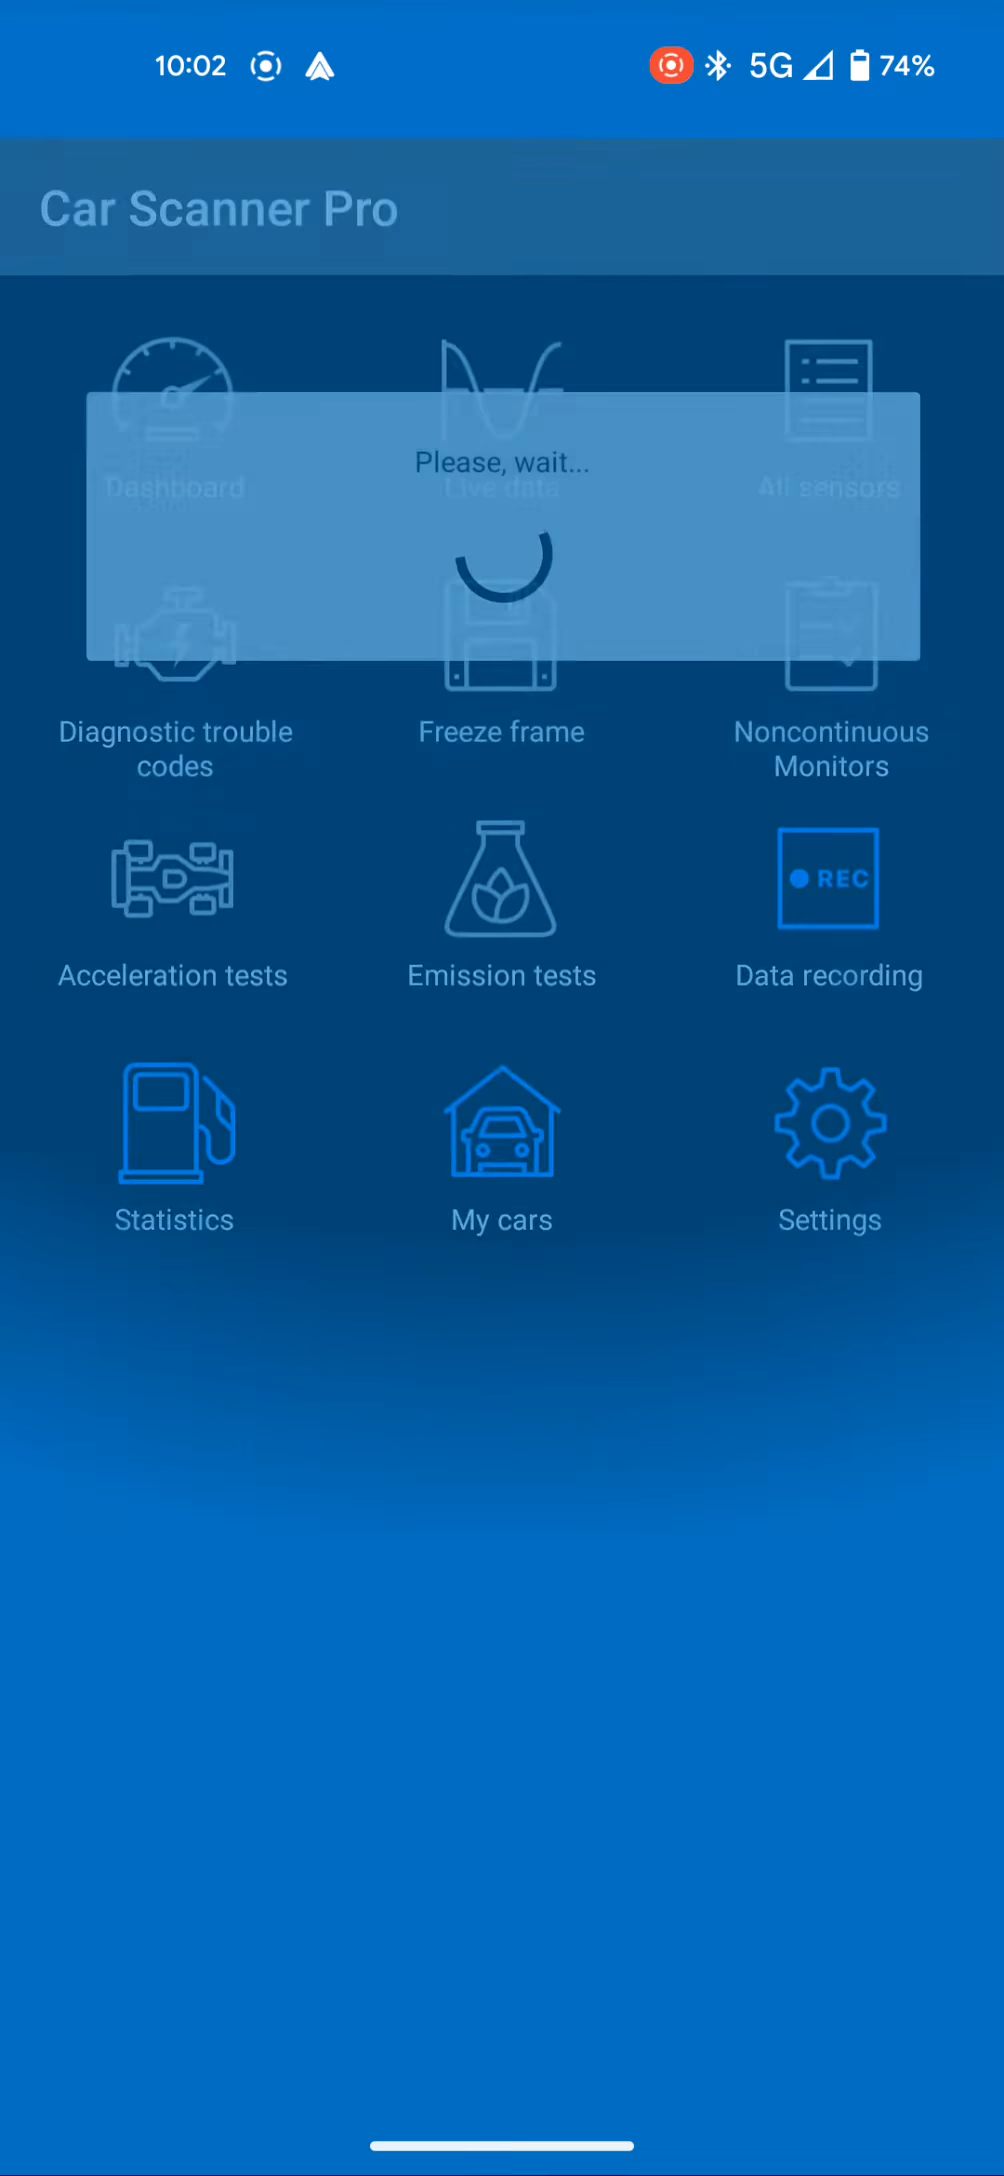 10:02 5G 74%
Car Scanner Pro
Please, wait...
Dashboard Live data All sensors
Diagnostic trouble codes Freeze frame Noncontinuous Monitors
REC
Acceleration tests Emission tests Data recording
Statistics My cars Settings